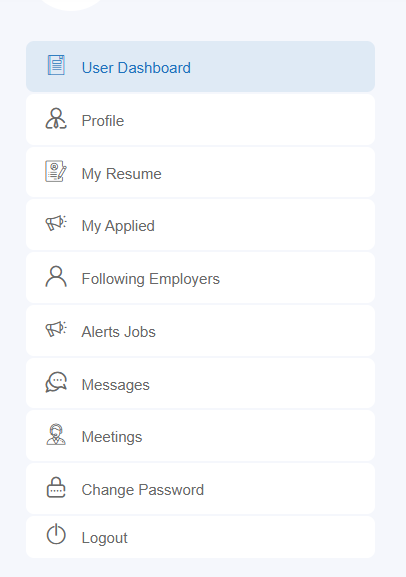 User Dashboard
Profile
My Resume
My Applied
Following Employers
Alerts Jobs
Messages
Meetings
Change Password
Logout